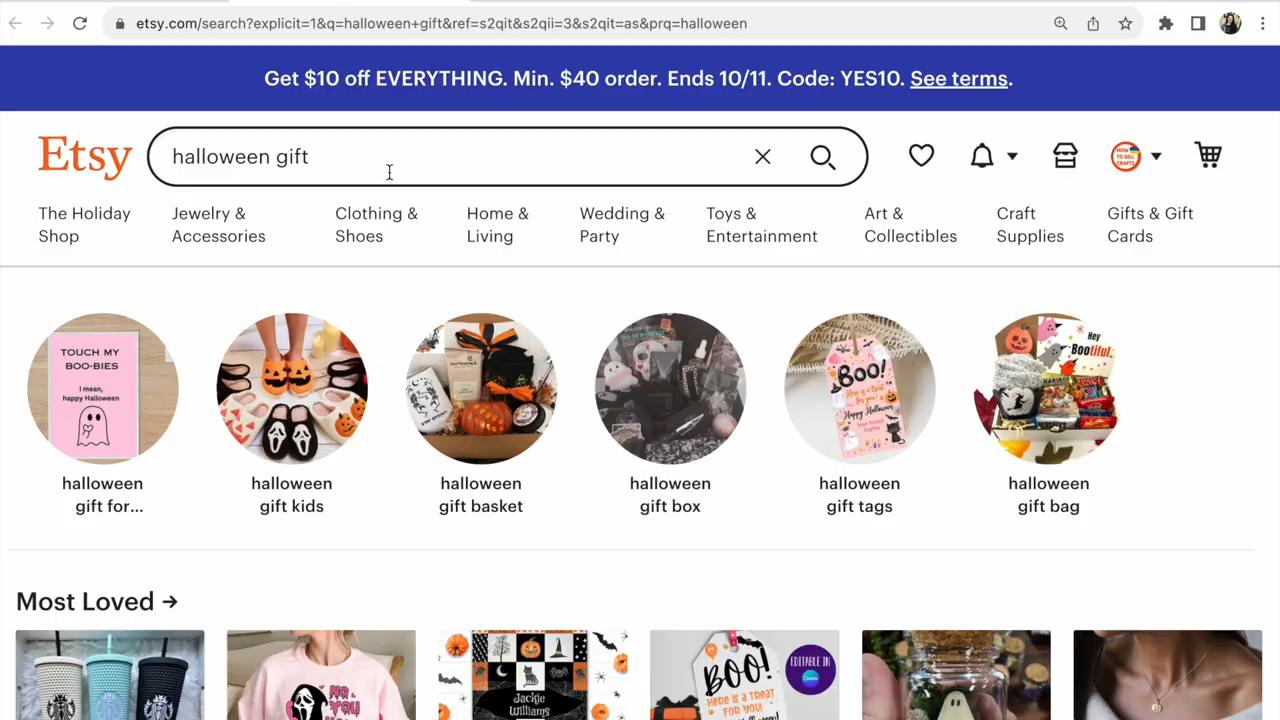 etsy.com/search?explicit=1&q=halloween+gift&ref=s2qit&s2qii=3&s2qit=as&prq=halloween
Get $10 off EVERYTHING. Min. $40 order. Ends 10/11. Code: YES10. See terms.
Etsy
halloween gift
HOW TO SELL CRAFTS
The Holiday Shop
Jewelry & Accessories
Clothing & Shoes
Home & Living
Wedding & Party
Toys & Entertainment
Art & Collectibles
Craft Supplies
Gifts & Gift Cards
TOUCH MY
BOO-BIES
I mean,
happy Halloween
BOO!
Here is a treat
for you!
Happy Halloween
Hey
Bootiful
halloween gift for...
halloween gift kids
halloween gift basket
halloween gift box
halloween gift tags
halloween gift bag
Most Loved →
Jackie
Williams
BOO!
HERE IS A TREAT
FOR YOU!
EDITABLE IN
Canva